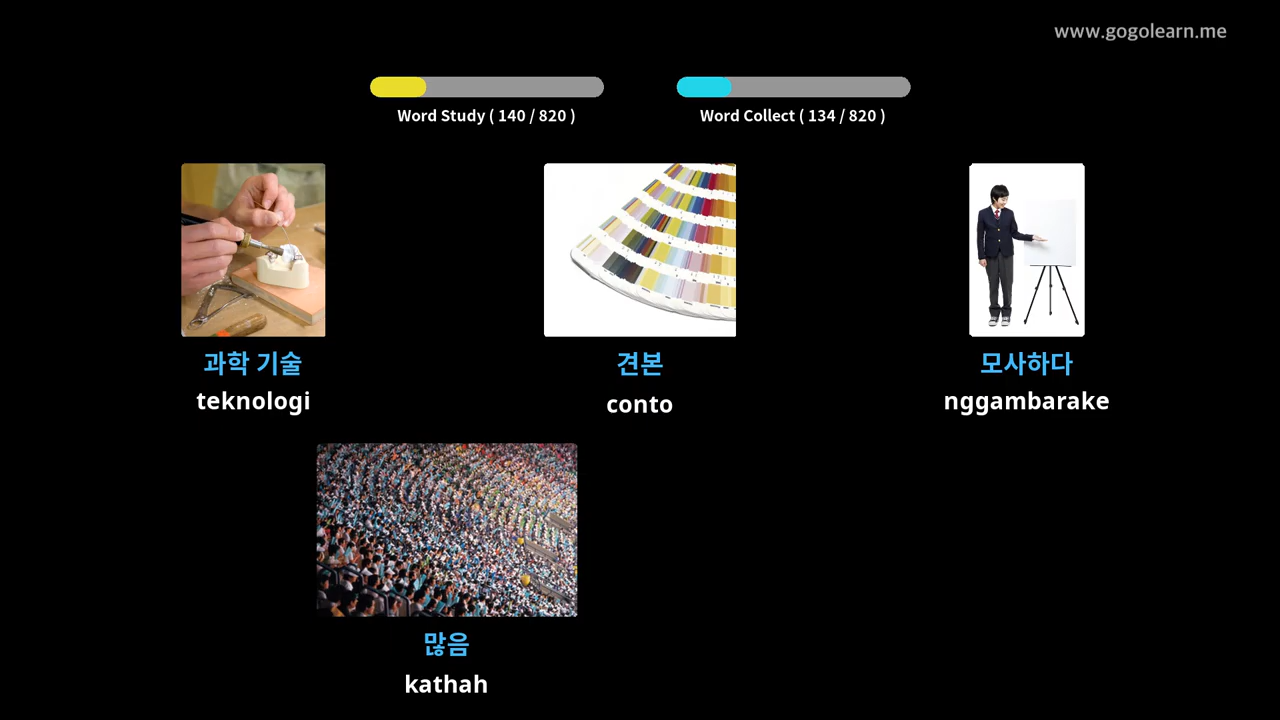 www.gogolearn.me
Word Study ( 140 / 820 )
Word Collect ( 134 / 820 )
과학 기술
teknologi
견본
conto
모사하다
nggambarake
많음
kathah